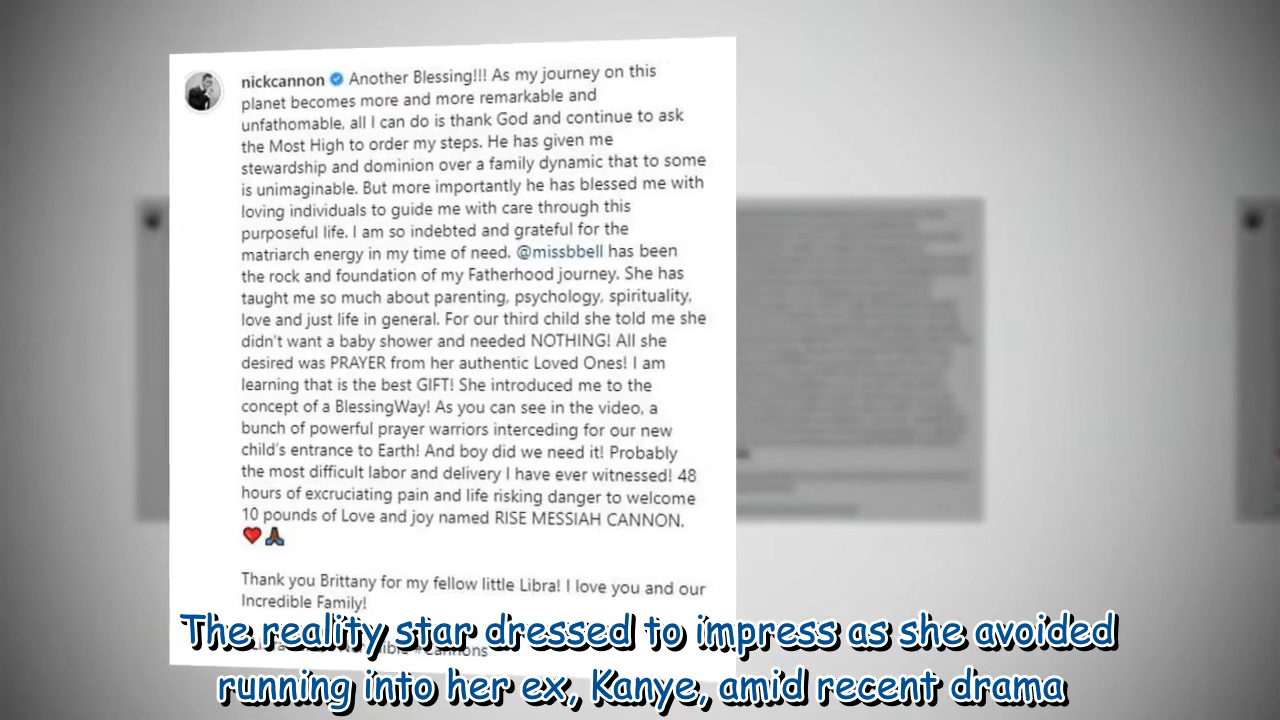 nickcannon Another Blessing!!! As my journey on this
planet becomes more and more remarkable and
unfathomable, all I can do is thank God and continue to ask
the Most High to order my steps. He has given me
stewardship and dominion over a family dynamic that to some
is unimaginable. But more importantly he has blessed me with
loving individuals to guide me with care through this
purposeful life. I am so indebted and grateful for the
matriarch energy in my time of need. @missbbell has been
the rock and foundation of my Fatherhood journey. She has
taught me so much about parenting, psychology, spirituality,
love and just life in general. For our third child she told me she
didn't want a baby shower and needed NOTHING! All she
desired was PRAYER from her authentic Loved Ones! I am
learning that is the best GIFT! She introduced me to the
concept of a BlessingWay! As you can see in the video, a
bunch of powerful prayer warriors interceding for our new
child's entrance to Earth! And boy did we need it! Probably
the most difficult labor and delivery I have ever witnessed! 48
hours of excruciating pain and life risking danger to welcome
10 pounds of Love and joy named RISE MESSIAH CANNON.
❤️🙏🏾
Thank you Brittany for my fellow little Libra! I love you and our
Incredible Family!
#Cannons
The reality star dressed to impress as she avoided
running into her ex, Kanye, amid recent drama